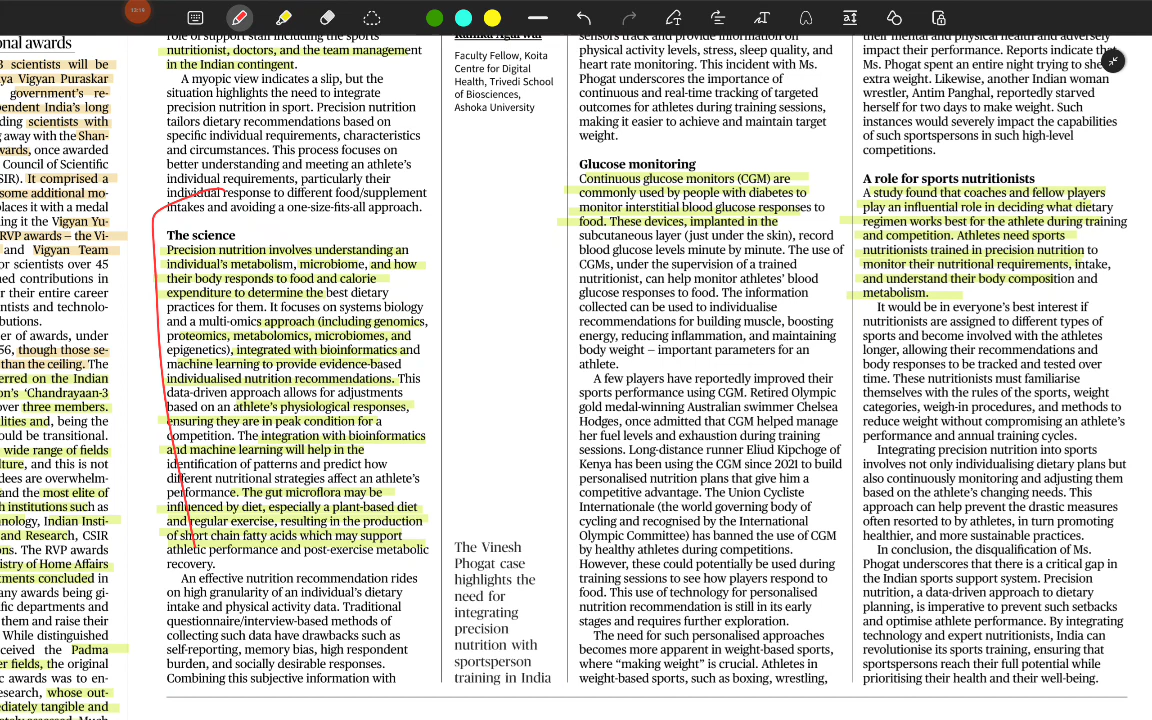 12:18
onal awards
3 scientists will be
ya Vigyan Puraskar
government’s re-
pendent India’s long
ding scientists with
g away with the Shan-
wards, once awarded
Council of Scientific
SIR). It comprised a
some additional mo-
places it with a medal
ning it the Vigyan Yu-
RVP awards – the Vi-
and Vigyan Team
or scientists over 45
ned contributions in
r their entire career
entists and technolo-
butions.
er of awards, under
56, though those se-
than the ceiling. The
erred on the Indian
on’s ‘Chandrayaan-3
over three members.
alities and, being the
ould be transitional.
wide range of fields
lture, and this is not
dees are overwhelm-
and the most elite of
h institutions such as
nology, Indian Insti-
and Research, CSIR
ons. The RVP awards
istry of Home Affairs
tments concluded in
any awards being gi-
fic departments and
them and raise their
While distinguished
ceived the Padma
er fields, the original
ic awards was to en-
esearch, whose out-
ediately tangible and
role of support staff including the sports
nutritionist, doctors, and the team management
in the Indian contingent.
A myopic view indicates a slip, but the
situation highlights the need to integrate
precision nutrition in sport. Precision nutrition
tailors dietary recommendations based on
specific individual requirements, characteristics
and circumstances. This process focuses on
better understanding and meeting an athlete’s
individual requirements, particularly their
individual response to different food/supplement
intakes and avoiding a one-size-fits-all approach.
The science
Precision nutrition involves understanding an
individual’s metabolism, microbiome, and how
their body responds to food and calorie
expenditure to determine the best dietary
practices for them. It focuses on systems biology
and a multi-omics approach (including genomics,
proteomics, metabolomics, microbiomes, and
epigenetics), integrated with bioinformatics and
machine learning to provide evidence-based
individualised nutrition recommendations. This
data-driven approach allows for adjustments
based on an athlete’s physiological responses,
ensuring they are in peak condition for a
competition. The integration with bioinformatics
and machine learning will help in the
identification of patterns and predict how
different nutritional strategies affect an athlete’s
performance. The gut microflora may be
influenced by diet, especially a plant-based diet
and regular exercise, resulting in the production
of short chain fatty acids which may support
athletic performance and post-exercise metabolic
recovery.
An effective nutrition recommendation rides
on high granularity of an individual’s dietary
intake and physical activity data. Traditional
questionnaire/interview-based methods of
collecting such data have drawbacks such as
self-reporting, memory bias, high respondent
burden, and socially desirable responses.
Combining this subjective information with
Faculty Fellow, Koita
Centre for Digital
Health, Trivedi School
of Biosciences,
Ashoka University
The Vinesh
Phogat case
highlights the
need for
integrating
precision
nutrition with
sportsperson
training in India
sensors track and provide information on
physical activity levels, stress, sleep quality, and
heart rate monitoring. This incident with Ms.
Phogat underscores the importance of
continuous and real-time tracking of targeted
outcomes for athletes during training sessions,
making it easier to achieve and maintain target
weight.
Glucose monitoring
Continuous glucose monitors (CGM) are
commonly used by people with diabetes to
monitor interstitial blood glucose responses to
food. These devices, implanted in the
subcutaneous layer (just under the skin), record
blood glucose levels minute by minute. The use of
CGMs, under the supervision of a trained
nutritionist, can help monitor athletes’ blood
glucose responses to food. The information
collected can be used to individualise
recommendations for building muscle, boosting
energy, reducing inflammation, and maintaining
body weight – important parameters for an
athlete.
A few players have reportedly improved their
sports performance using CGM. Retired Olympic
gold medal-winning Australian swimmer Chelsea
Hodges, once admitted that CGM helped manage
her fuel levels and exhaustion during training
sessions. Long-distance runner Eliud Kipchoge of
Kenya has been using the CGM since 2021 to build
personalised nutrition plans that give him a
competitive advantage. The Union Cycliste
Internationale (the world governing body of
cycling and recognised by the International
Olympic Committee) has banned the use of CGM
by healthy athletes during competitions.
However, these could potentially be used during
training sessions to see how players respond to
food. This use of technology for personalised
nutrition recommendation is still in its early
stages and requires further exploration.
The need for such personalised approaches
becomes more apparent in weight-based sports,
where “making weight” is crucial. Athletes in
weight-based sports, such as boxing, wrestling,
their mental and physical health and adversely
impact their performance. Reports indicate that
Ms. Phogat spent an entire night trying to
extra weight. Likewise, another Indian woman
wrestler, Antim Panghal, reportedly starved
herself for two days to make weight. Such
instances would severely impact the capabilities
of such sportspersons in such high-level
competitions.
A role for sports nutritionists
A study found that coaches and fellow players
play an influential role in deciding what dietary
regimen works best for the athlete during training
and competition. Athletes need sports
nutritionists trained in precision nutrition to
monitor their nutritional requirements, intake,
and understand their body composition and
metabolism.
It would be in everyone’s best interest if
nutritionists are assigned to different types of
sports and become involved with the athletes
longer, allowing their recommendations and
body responses to be tracked and tested over
time. These nutritionists must familiarise
themselves with the rules of the sports, weight
categories, weigh-in procedures, and methods to
reduce weight without compromising an athlete’s
performance and annual training cycles.
Integrating precision nutrition into sports
involves not only individualising dietary plans but
also continuously monitoring and adjusting them
based on the athlete’s changing needs. This
approach can help prevent the drastic measures
often resorted to by athletes, in turn promoting
healthier, and more sustainable practices.
In conclusion, the disqualification of Ms.
Phogat underscores that there is a critical gap in
the Indian sports support system. Precision
nutrition, a data-driven approach to dietary
planning, is imperative to prevent such setbacks
and optimise athlete performance. By integrating
technology and expert nutritionists, India can
revolutionise its sports training, ensuring that
sportspersons reach their full potential while
prioritising their health and their well-being.